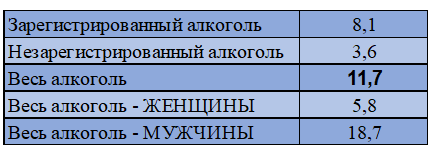 Зарегистрированный алкоголь 8,1
Незарегистрированный алкоголь 3,6
Весь алкоголь 11,7
Весь алкоголь - ЖЕНЩИНЫ 5,8
Весь алкоголь - МУЖЧИНЫ 18,7